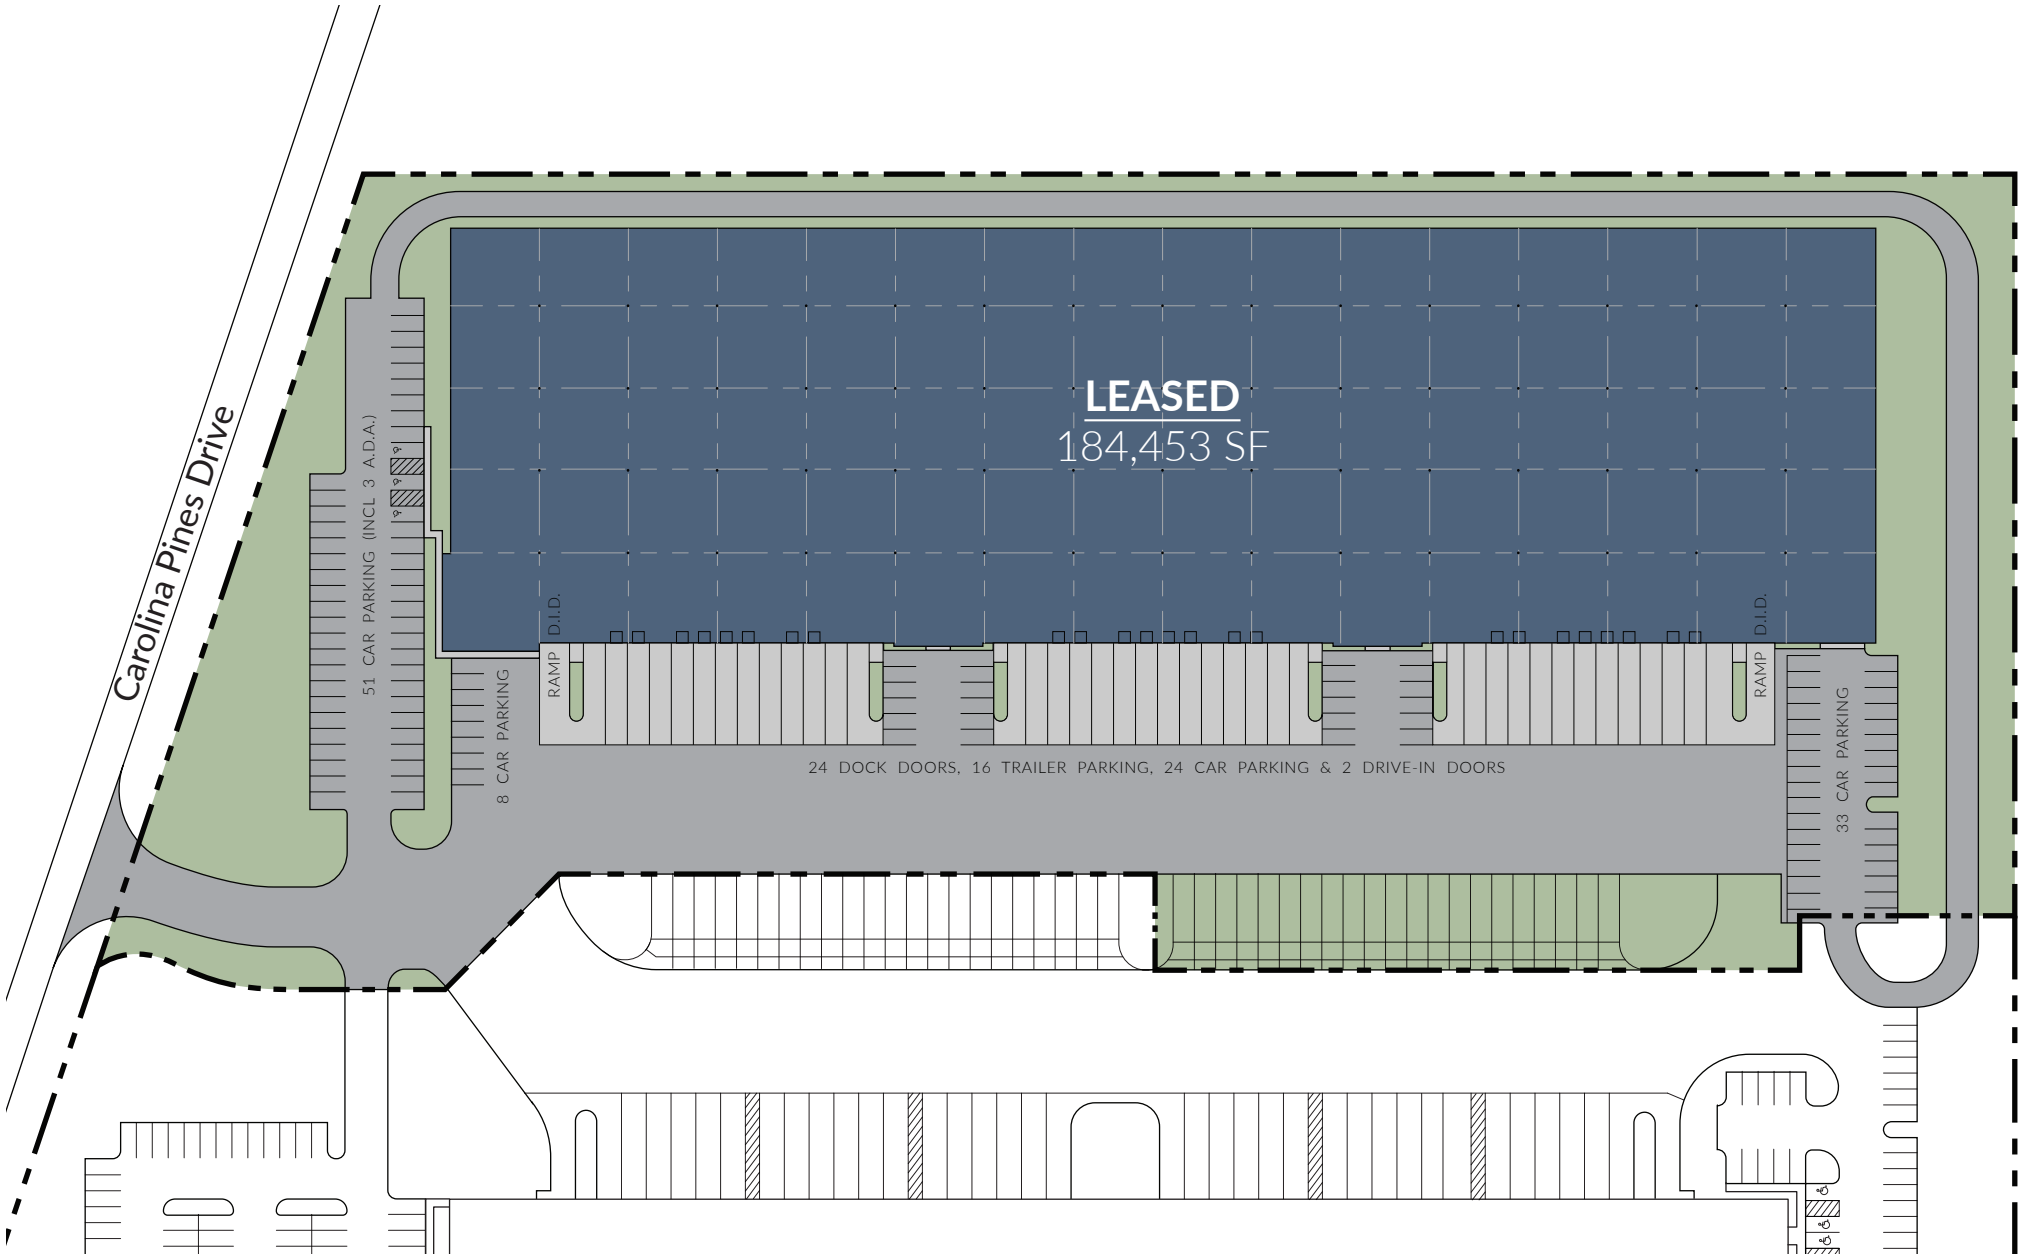 Carolina Pines Drive
LEASED
184,453 SF
51 CAR PARKING (INCL 3 A.D.A.)
8 CAR PARKING
RAMP D.I.D.
RAMP D.I.D.
33 CAR PARKING
24 DOCK DOORS, 16 TRAILER PARKING, 24 CAR PARKING & 2 DRIVE-IN DOORS